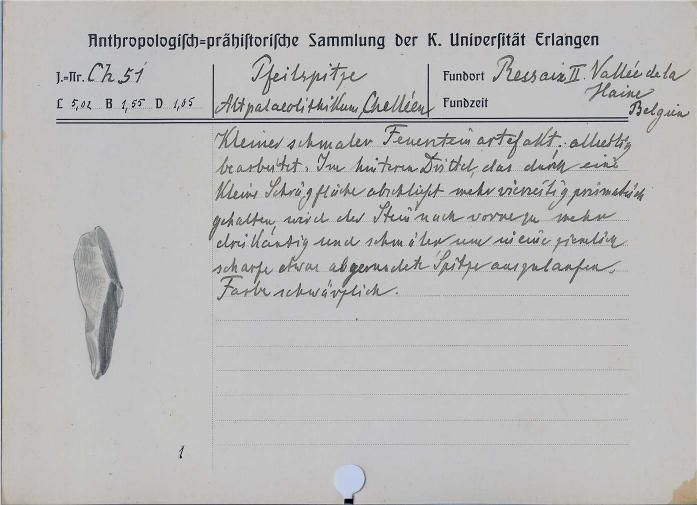 Anthropologisch=prähistorische Sammlung der K. Universität Erlangen
J.=Nr. Ch 51
Pfeilspitze
Fundort Ressaix II. Vallée de la
Haine
Belgien
L 5,02 B 1,55 D 1,05
Altpalaeolithikum, Chelléen
Fundzeit
Kleiner schmaler Feuersteinartefakt, allseitig
bearbeitet. Im hinteren Drittel, das durch eine
kleine Schrägfläche abschließt mehr vierseitig prismatisch
gehalten, wird der Stein nach vorne zu mehr
dreikantig und schmäler um in eine ziemlich
scharfe etwas abgerundete Spitze auszulaufen.
Farbe schwärzlich.
1